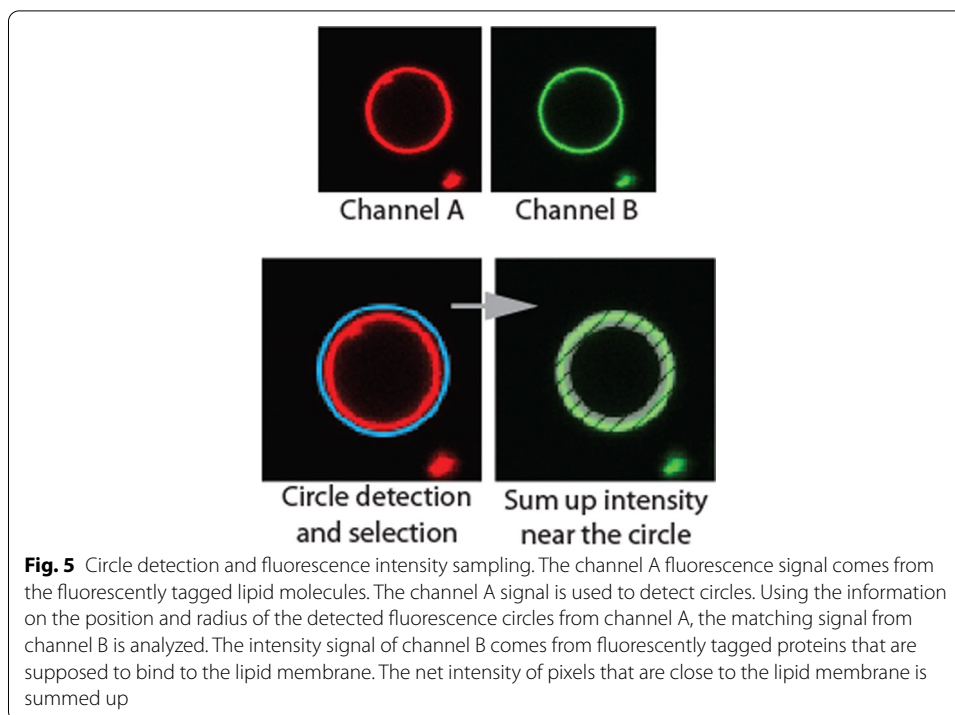 Channel A
Channel B
Circle detection
and selection
Sum up intensity
near the circle
Fig. 5 Circle detection and fluorescence intensity sampling. The channel A fluorescence signal comes from
the fluorescently tagged lipid molecules. The channel A signal is used to detect circles. Using the information
on the position and radius of the detected fluorescence circles from channel A, the matching signal from
channel B is analyzed. The intensity signal of channel B comes from fluorescently tagged proteins that are
supposed to bind to the lipid membrane. The net intensity of pixels that are close to the lipid membrane is
summed up